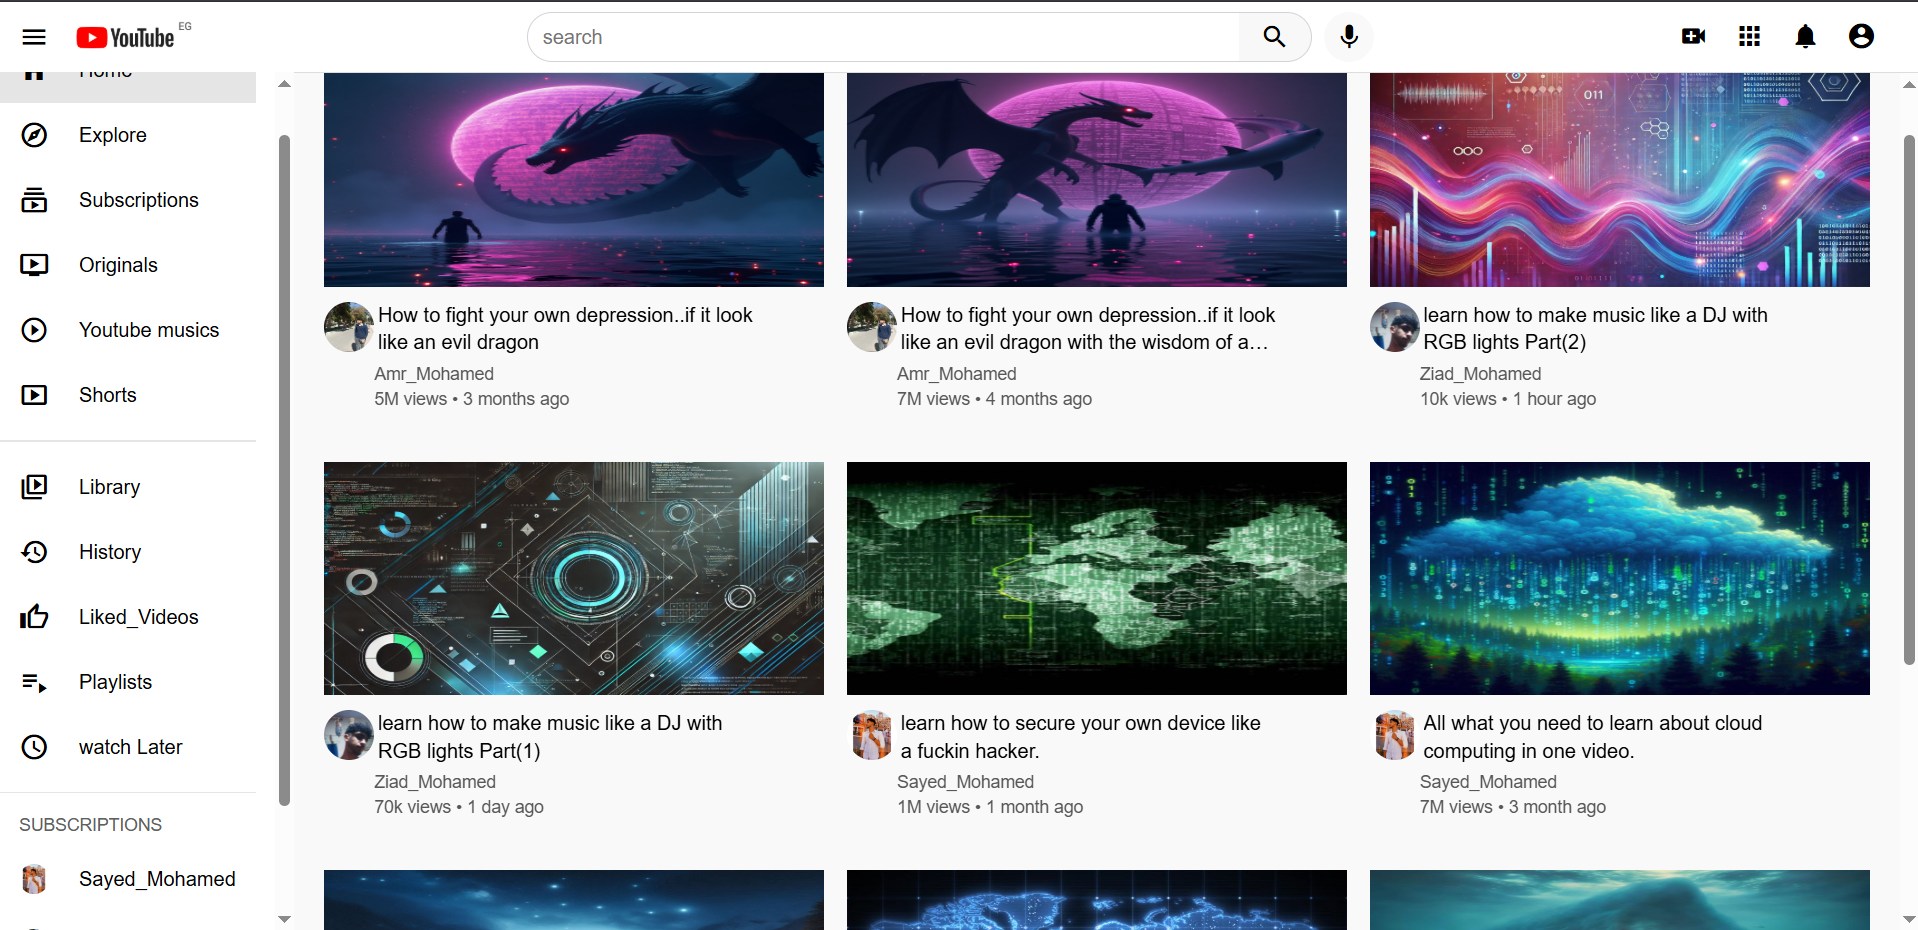 YouTube EG
search
Home
Explore
Subscriptions
Originals
Youtube musics
Shorts
Library
History
Liked_Videos
Playlists
watch Later
SUBSCRIPTIONS
Sayed_Mohamed
How to fight your own depression..if it look
like an evil dragon
Amr_Mohamed
5M views • 3 months ago
How to fight your own depression..if it look
like an evil dragon with the wisdom of a…
Amr_Mohamed
7M views • 4 months ago
011
learn how to make music like a DJ with
RGB lights Part(2)
Ziad_Mohamed
10k views • 1 hour ago
learn how to make music like a DJ with
RGB lights Part(1)
Ziad_Mohamed
70k views • 1 day ago
learn how to secure your own device like
a fuckin hacker.
Sayed_Mohamed
1M views • 1 month ago
All what you need to learn about cloud
computing in one video.
Sayed_Mohamed
7M views • 3 month ago